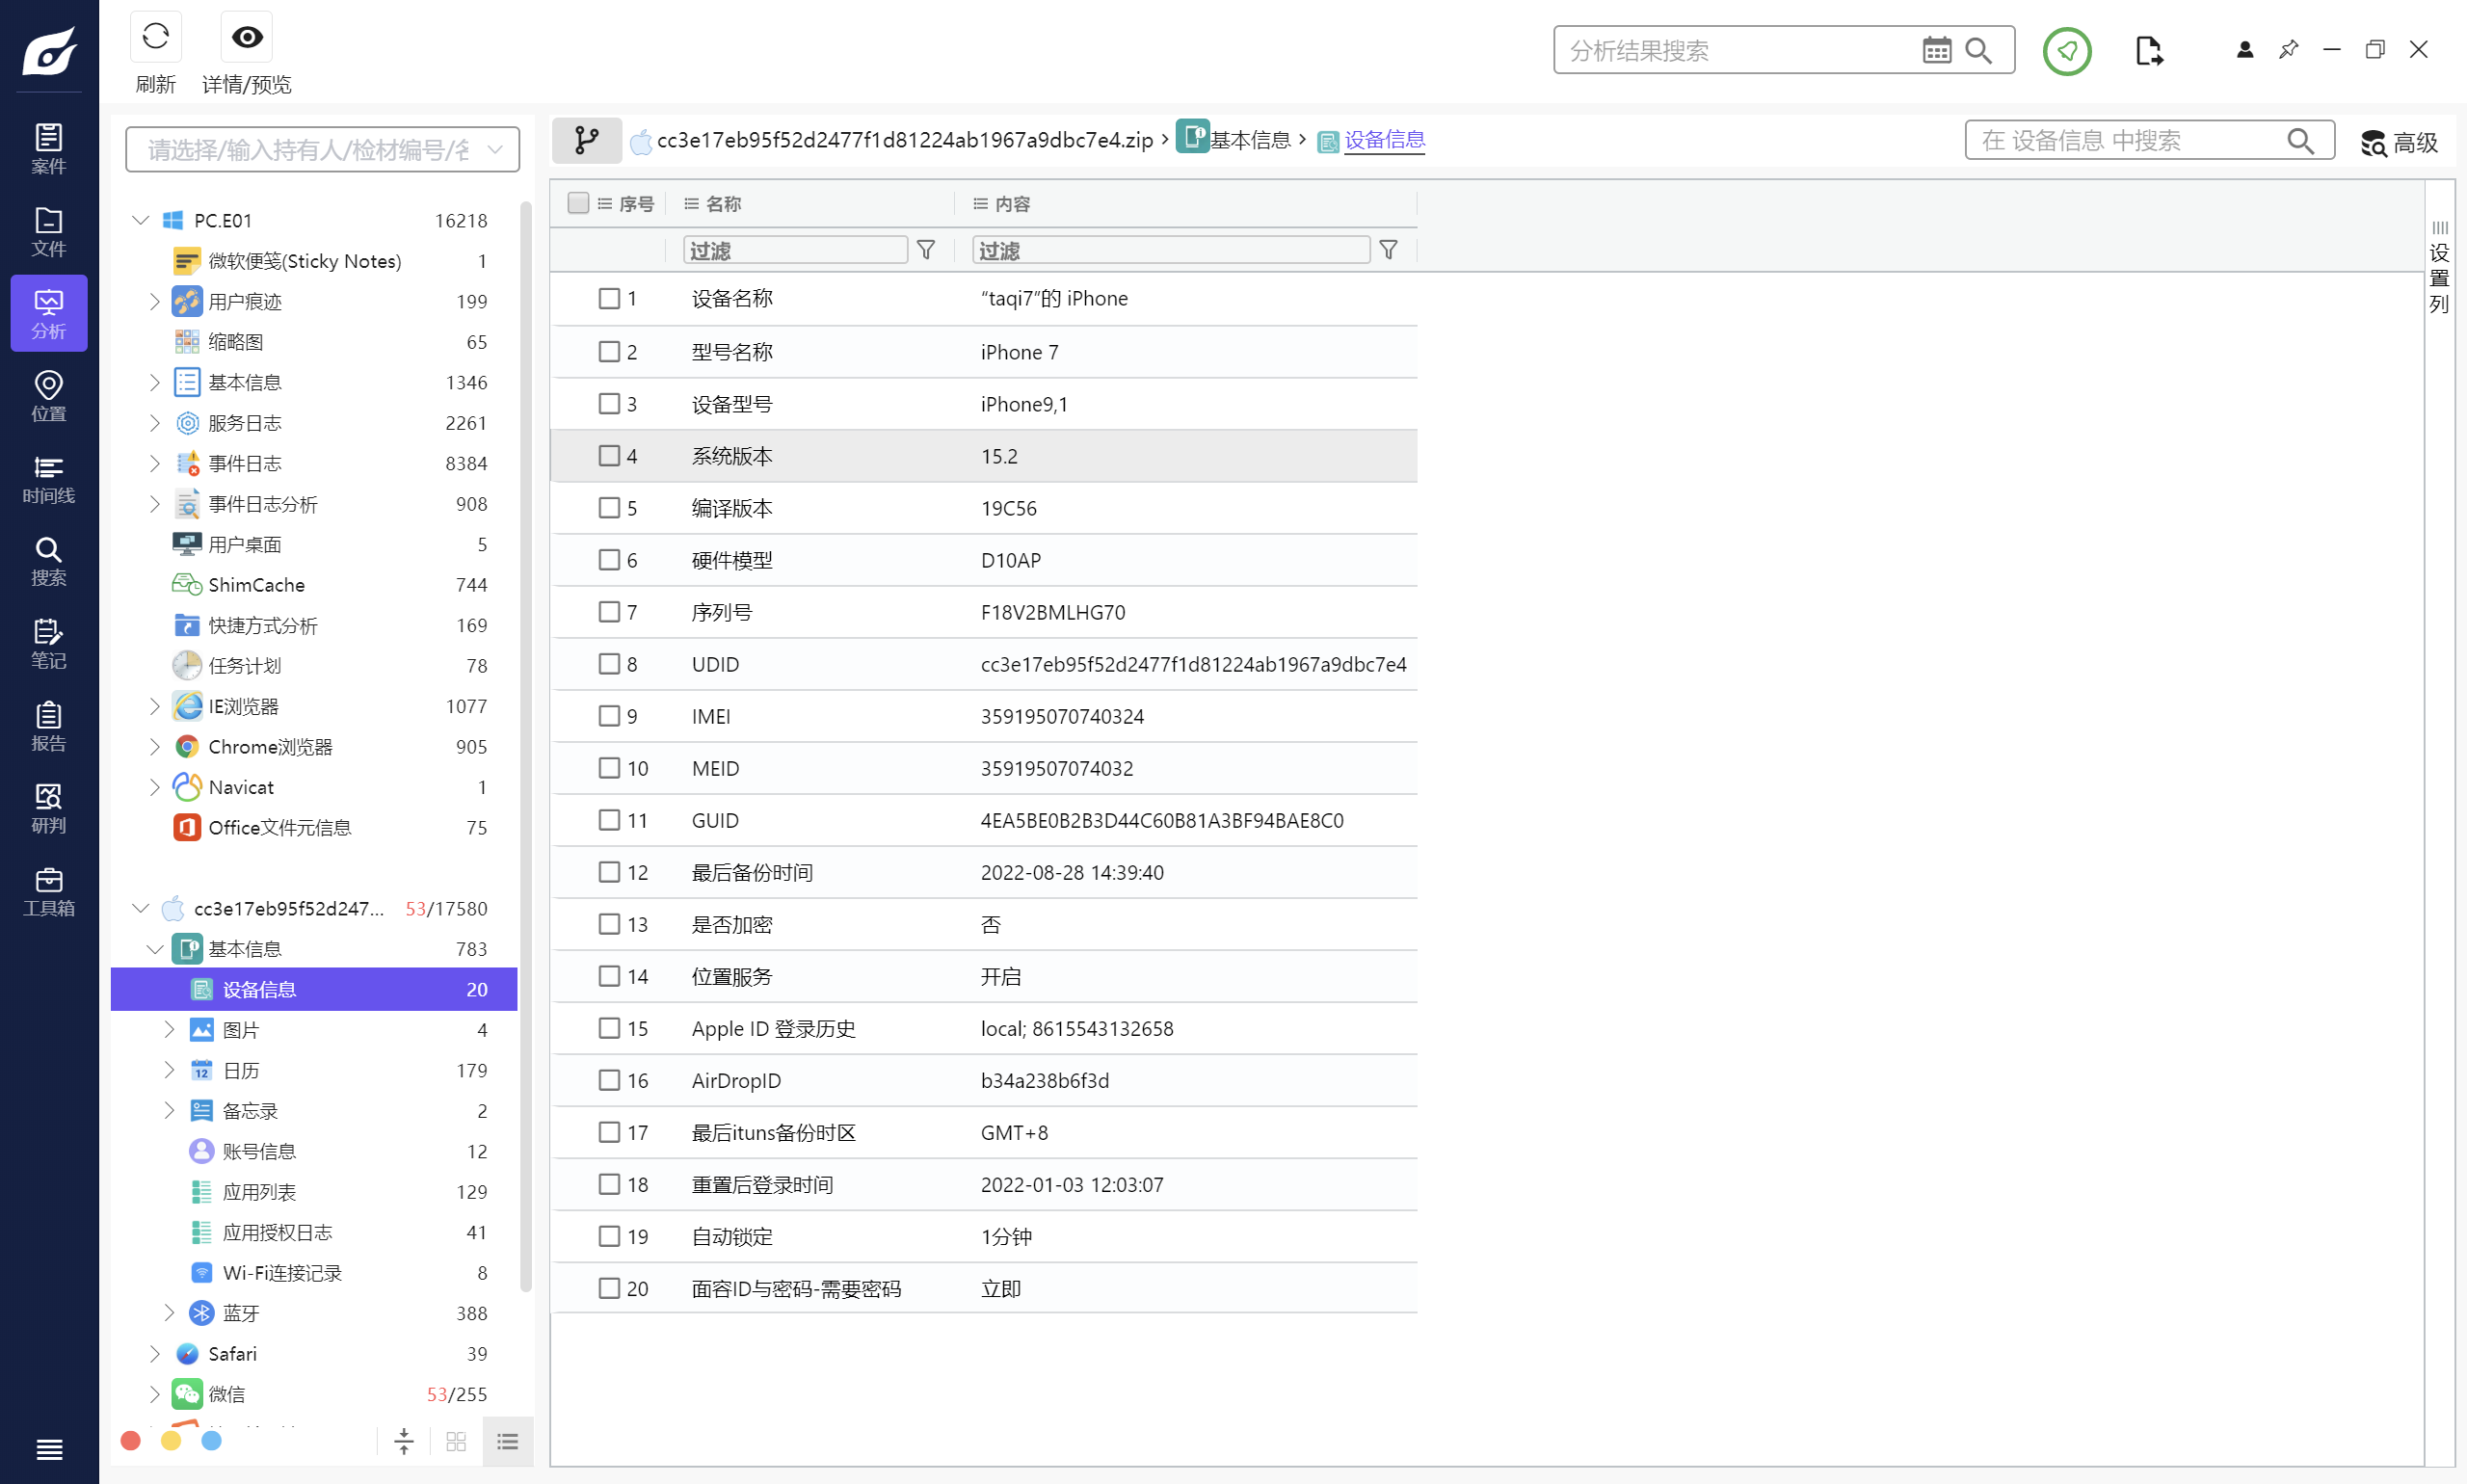 刷新
详情/预览
分析结果搜索
案件
文件
分析
位置
时间线
搜索
笔记
报告
研判
工具箱
请选择/输入持有人/检材编号/名
PC.E01 16218
微软便笺(Sticky Notes) 1
用户痕迹 199
缩略图 65
基本信息 1346
服务日志 2261
事件日志 8384
事件日志分析 908
用户桌面 5
ShimCache 744
快捷方式分析 169
任务计划 78
IE浏览器 1077
Chrome浏览器 905
Navicat 1
Office文件元信息 75
cc3e17eb95f52d247... 53/17580
基本信息 783
设备信息 20
图片 4
日历 179
备忘录 2
账号信息 12
应用列表 129
应用授权日志 41
Wi-Fi连接记录 8
蓝牙 388
Safari 39
微信 53/255
cc3e17eb95f52d2477f1d81224ab1967a9dbc7e4.zip › 基本信息 › 设备信息
在 设备信息 中搜索
高级
序号 名称 内容
过滤 过滤
1 设备名称 “taqi7”的 iPhone
2 型号名称 iPhone 7
3 设备型号 iPhone9,1
4 系统版本 15.2
5 编译版本 19C56
6 硬件模型 D10AP
7 序列号 F18V2BMLHG70
8 UDID cc3e17eb95f52d2477f1d81224ab1967a9dbc7e4
9 IMEI 359195070740324
10 MEID 35919507074032
11 GUID 4EA5BE0B2B3D44C60B81A3BF94BAE8C0
12 最后备份时间 2022-08-28 14:39:40
13 是否加密 否
14 位置服务 开启
15 Apple ID 登录历史 local; 8615543132658
16 AirDropID b34a238b6f3d
17 最后ituns备份时区 GMT+8
18 重置后登录时间 2022-01-03 12:03:07
19 自动锁定 1分钟
20 面容ID与密码-需要密码 立即
设置列